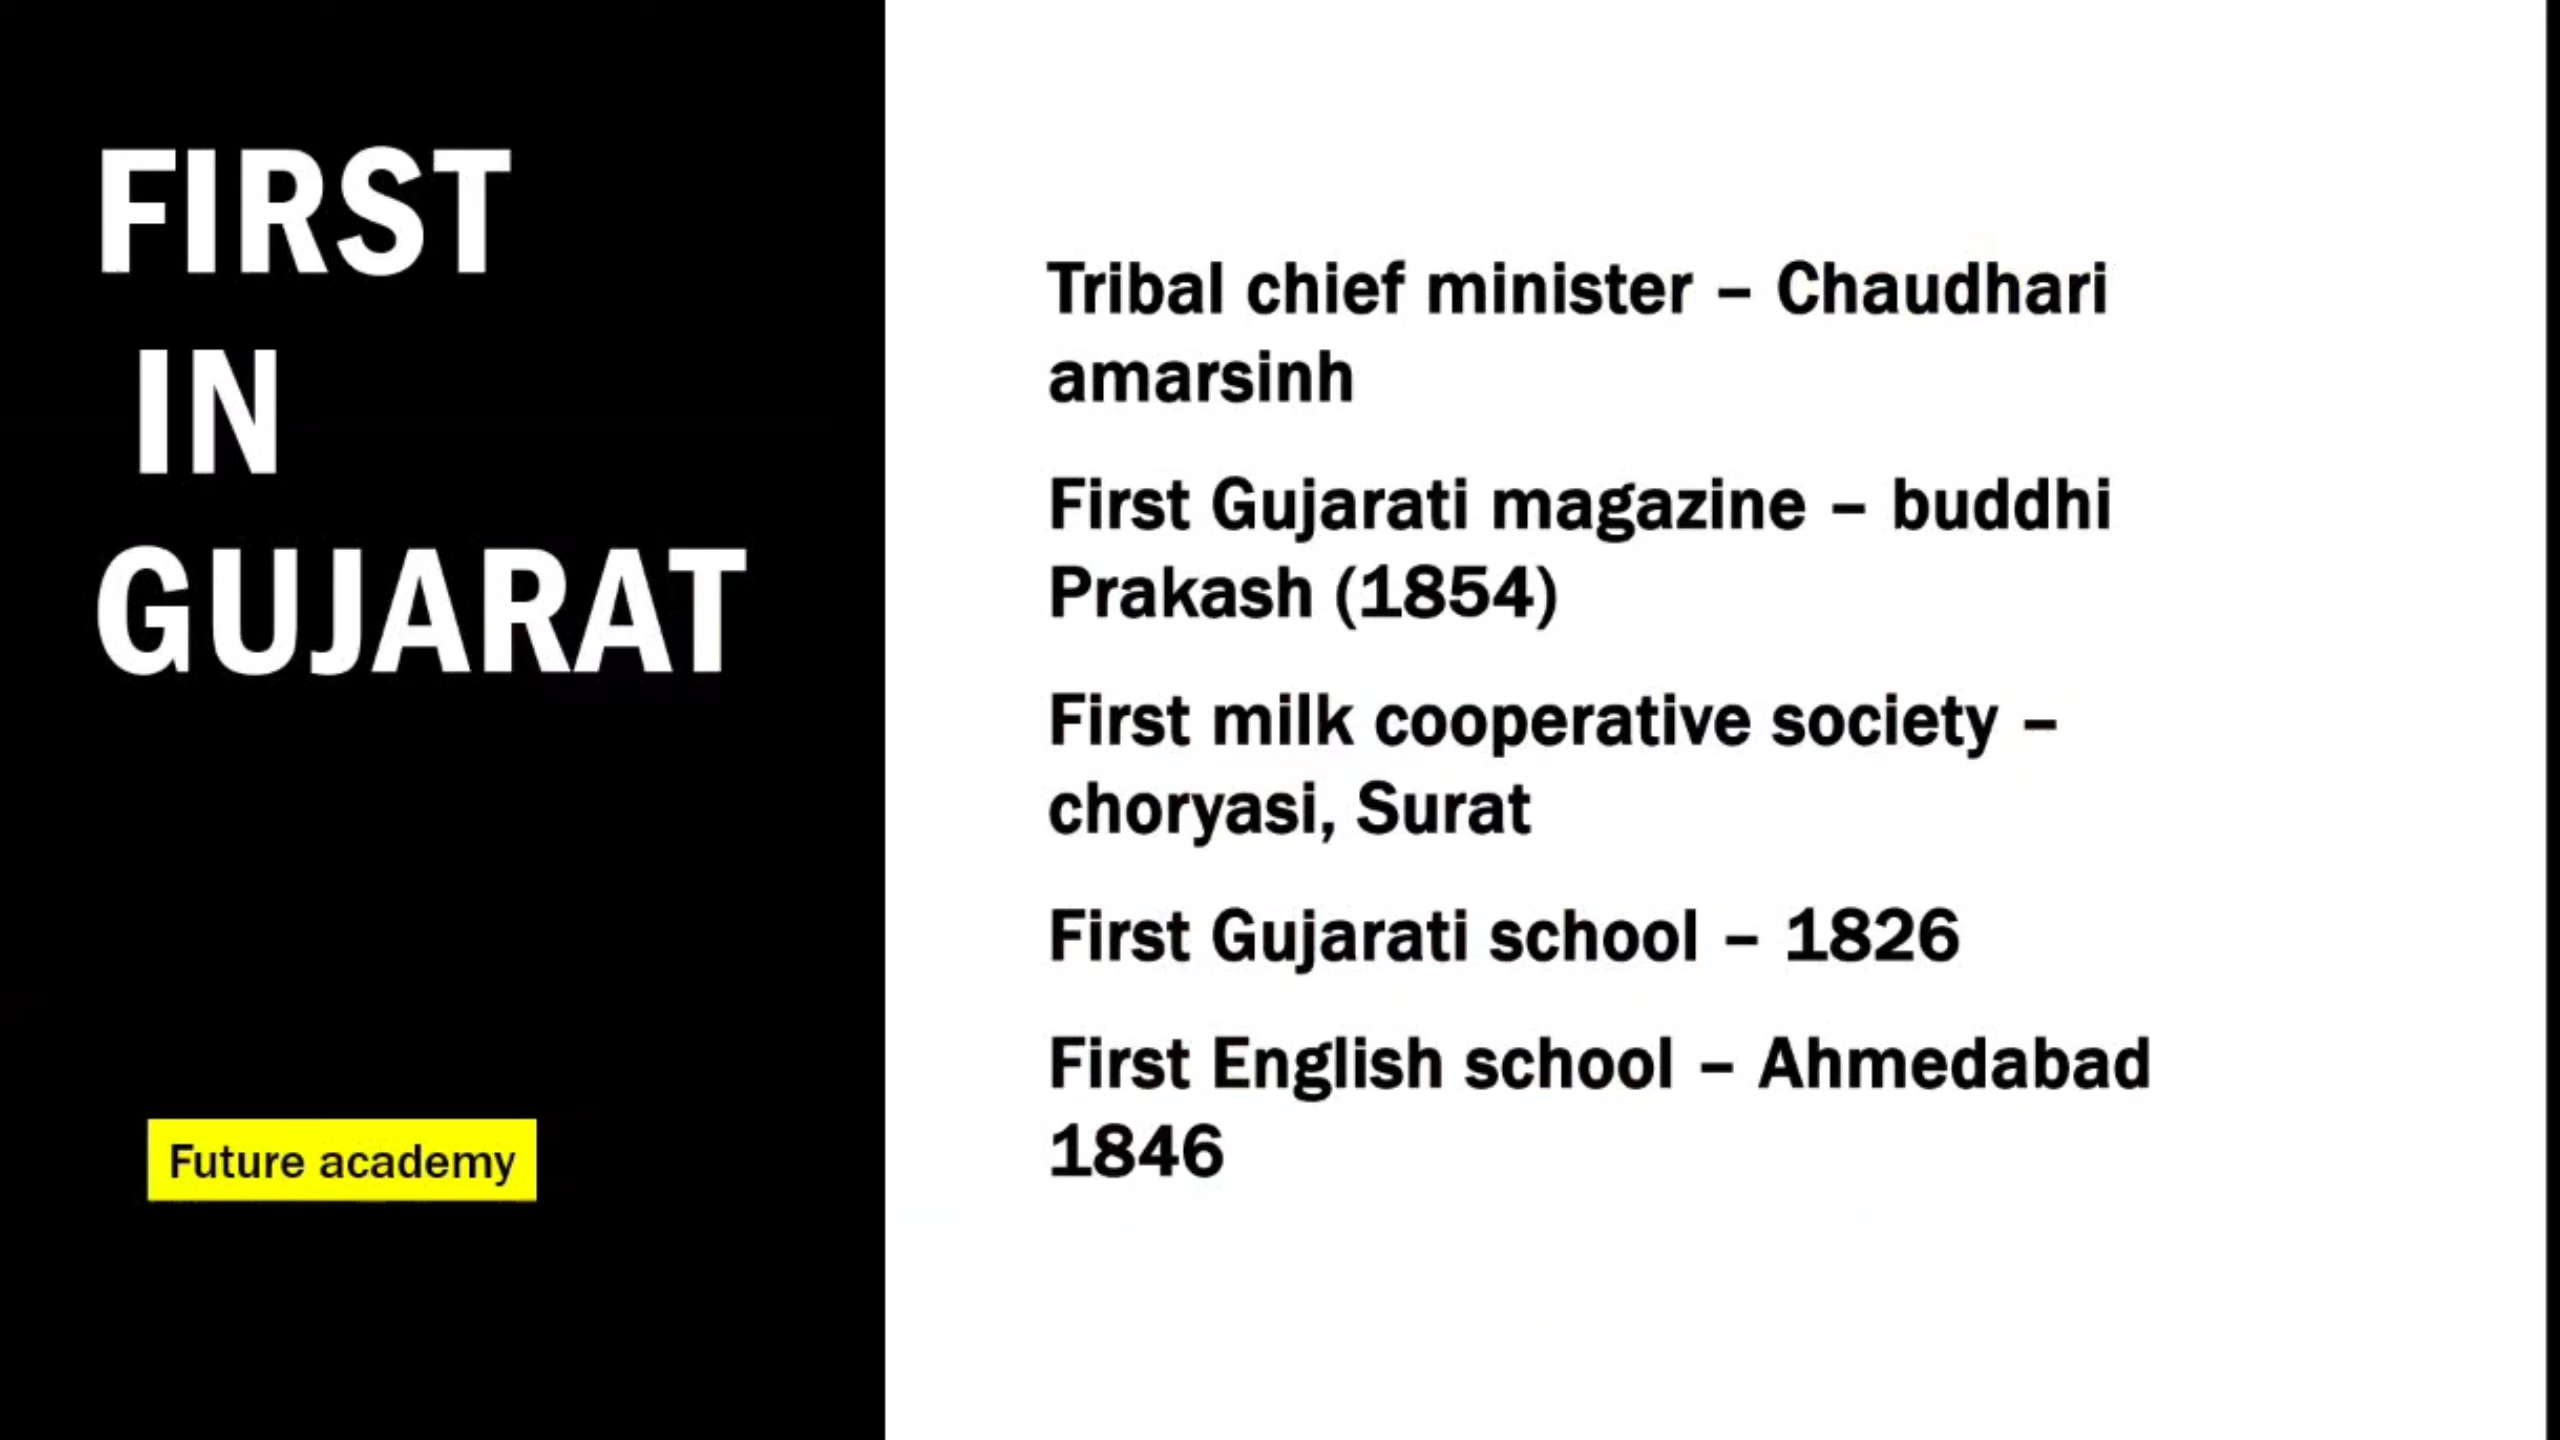 FIRST
IN
GUJARAT
Future academy
Tribal chief minister – Chaudhari
amarsinh
First Gujarati magazine – buddhi
Prakash (1854)
First milk cooperative society –
choryasi, Surat
First Gujarati school – 1826
First English school – Ahmedabad
1846